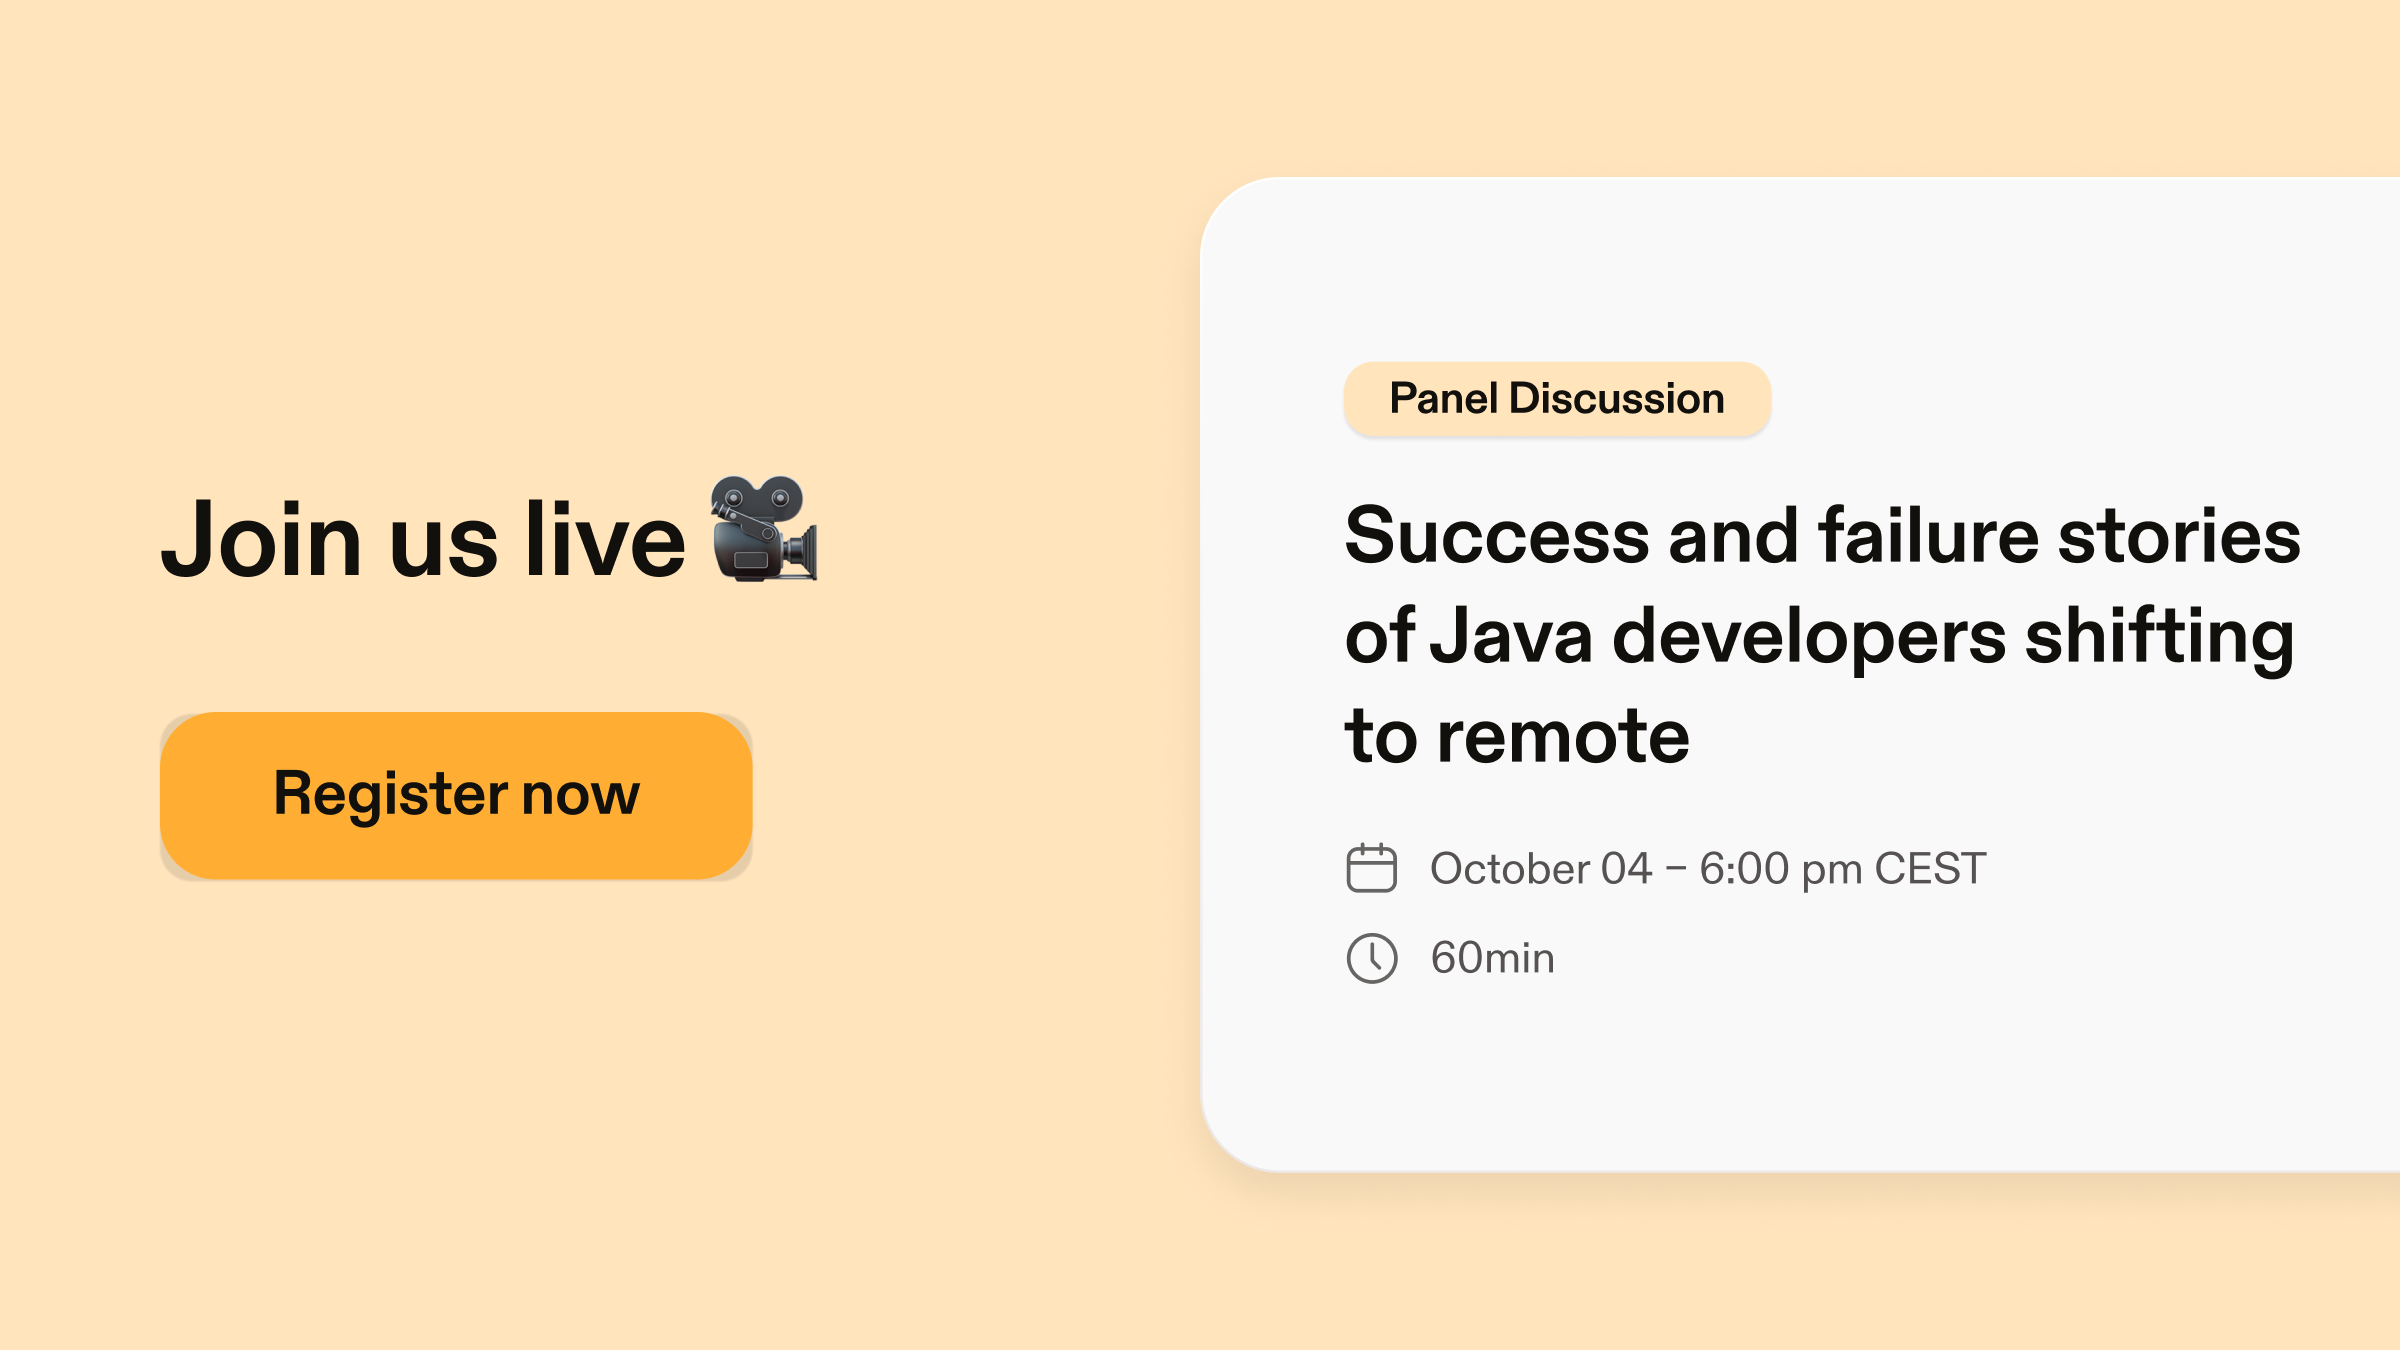 Join us live
Register now
Panel Discussion
Success and failure stories
of Java developers shifting
to remote
October 04 – 6:00 pm CEST
60min